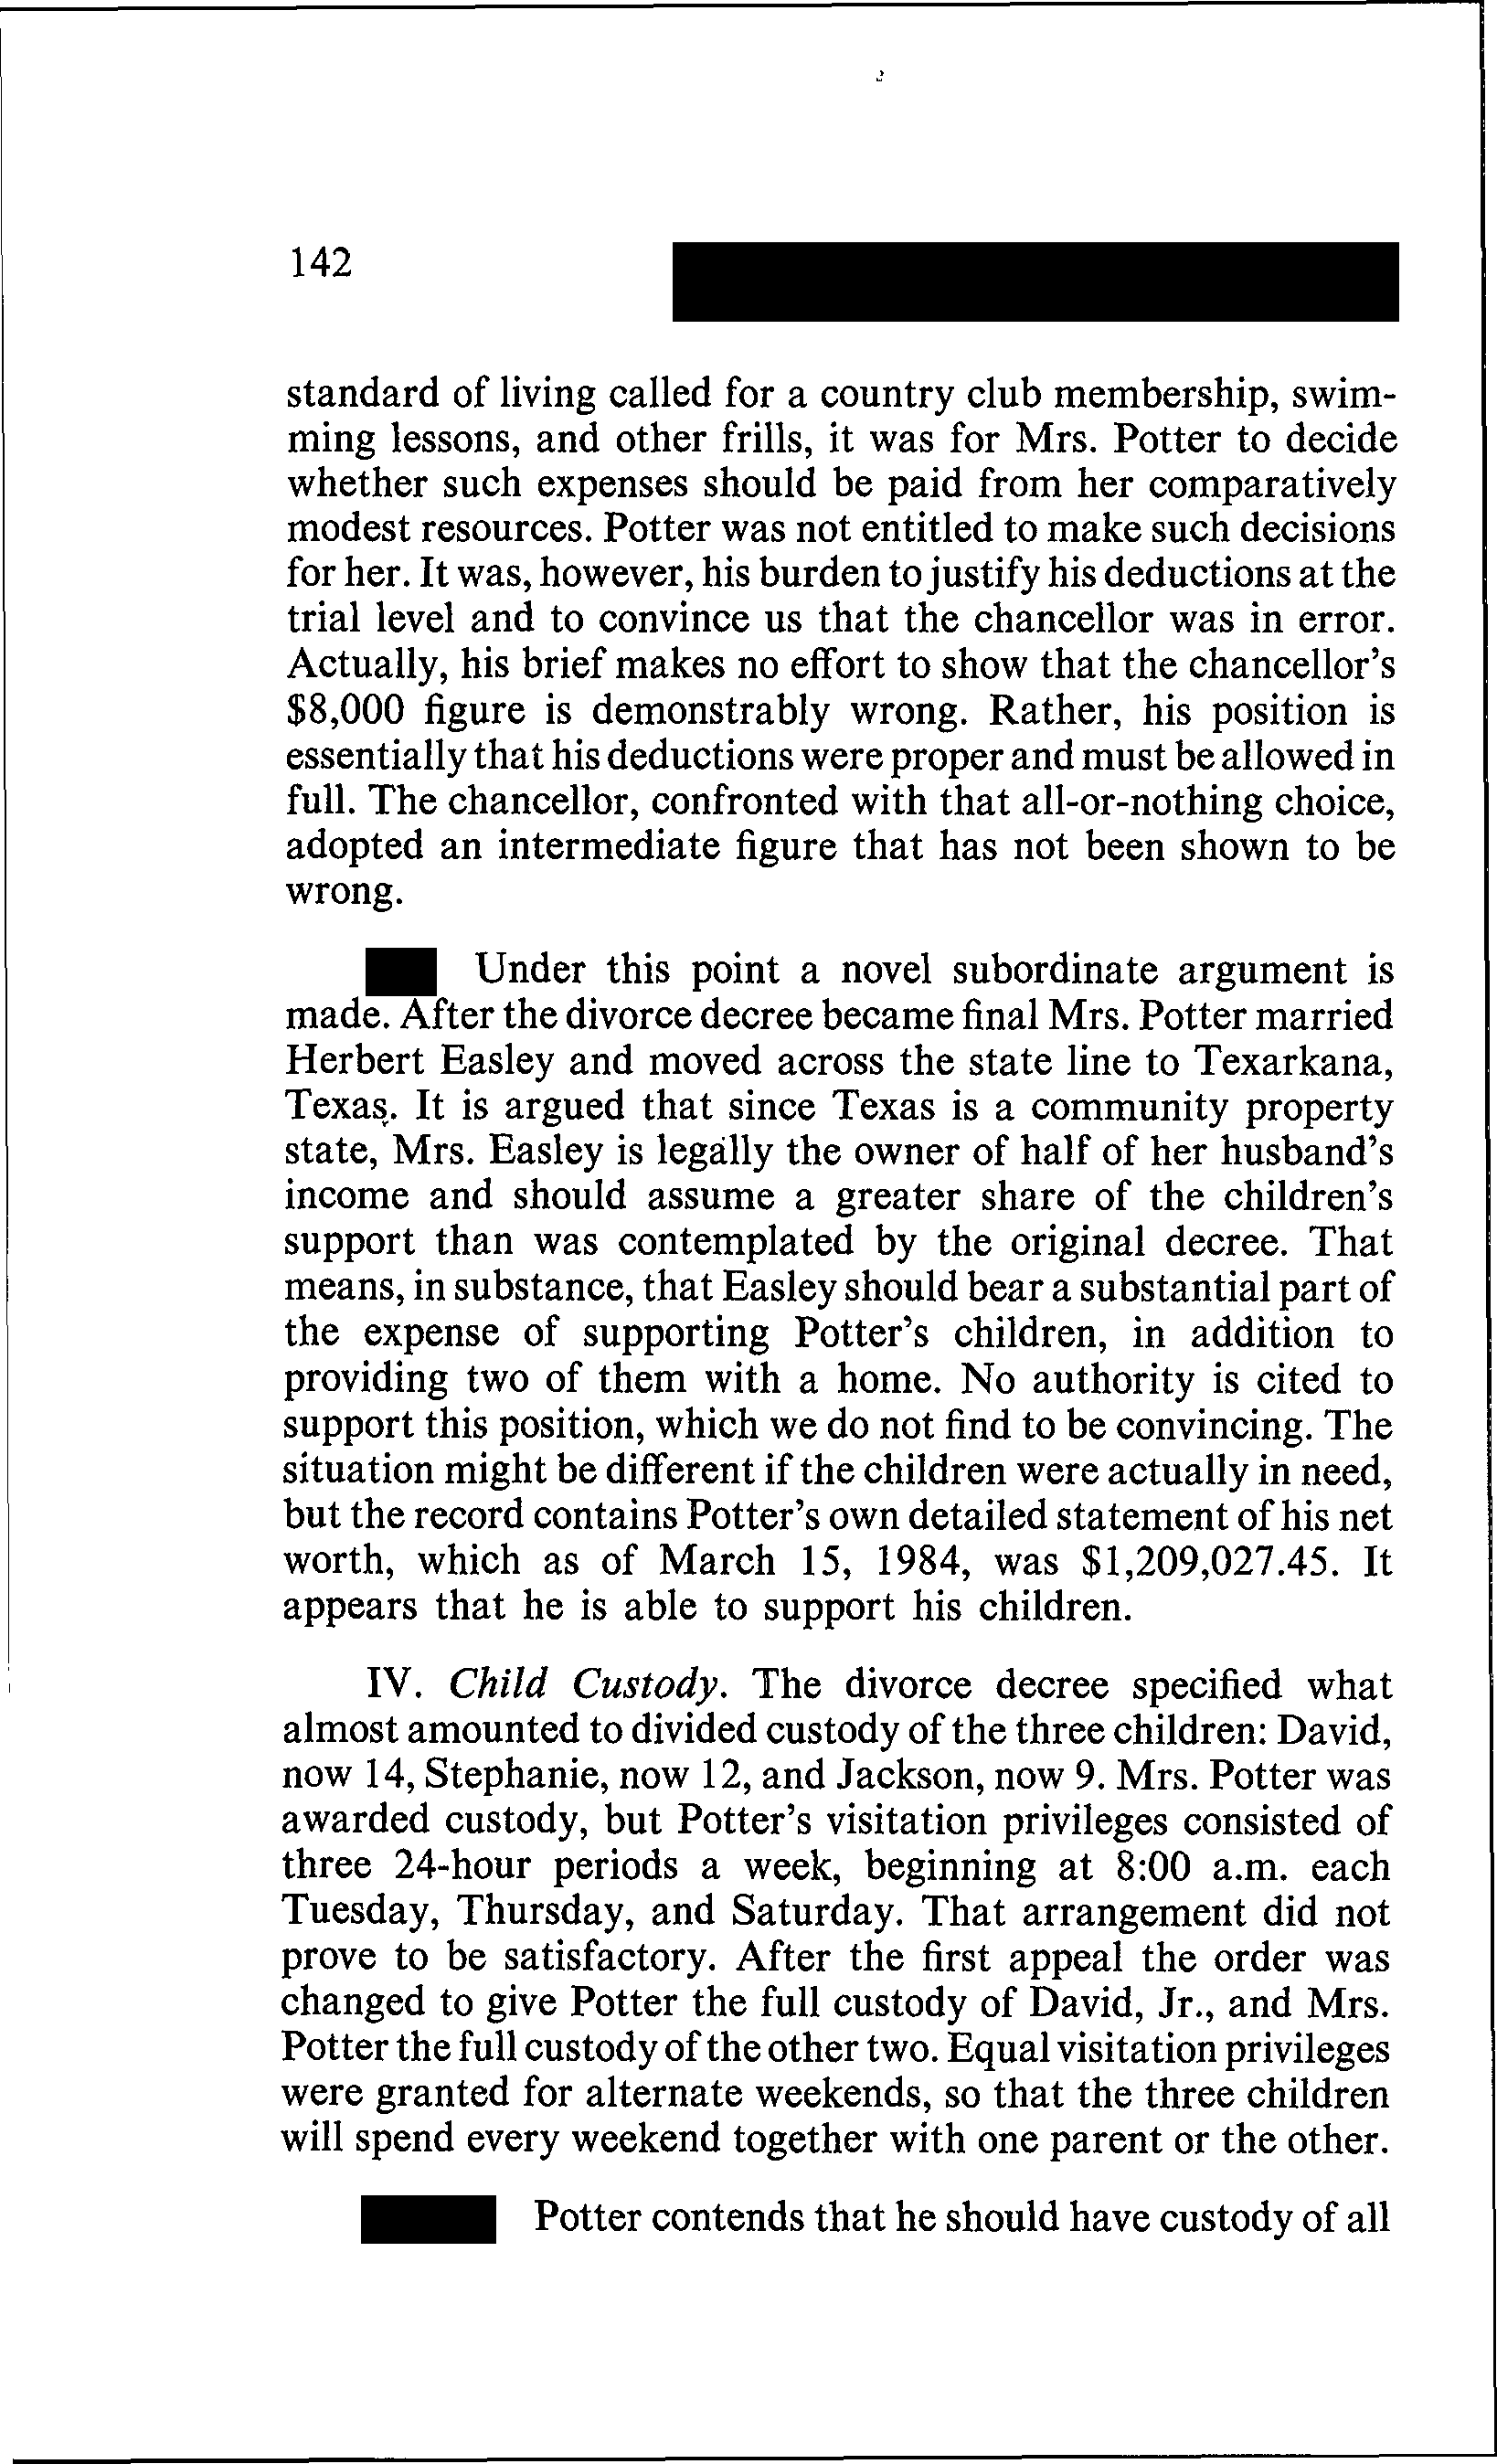 142
standard of living called for a country club membership, swim-
ming lessons, and other frills, it was for Mrs. Potter to decide
whether such expenses should be paid from her comparatively
modest resources. Potter was not entitled to make such decisions
for her. It was, however, his burden to justify his deductions at the
trial level and to convince us that the chancellor was in error.
Actually, his brief makes no effort to show that the chancellor's
$8,000 figure is demonstrably wrong. Rather, his position is
essentially that his deductions were proper and must be allowed in
full. The chancellor, confronted with that all-or-nothing choice,
adopted an intermediate figure that has not been shown to be
wrong.
Under this point a novel subordinate argument is
made. After the divorce decree became final Mrs. Potter married
Herbert Easley and moved across the state line to Texarkana,
Texas. It is argued that since Texas is a community property
state, Mrs. Easley is legally the owner of half of her husband's
income and should assume a greater share of the children's
support than was contemplated by the original decree. That
means, in substance, that Easley should bear a substantial part of
the expense of supporting Potter's children, in addition to
providing two of them with a home. No authority is cited to
support this position, which we do not find to be convincing. The
situation might be different if the children were actually in need,
but the record contains Potter's own detailed statement of his net
worth, which as of March 15, 1984, was $1,209,027.45. It
appears that he is able to support his children.
IV. Child Custody. The divorce decree specified what
almost amounted to divided custody of the three children: David,
now 14, Stephanie, now 12, and Jackson, now 9. Mrs. Potter was
awarded custody, but Potter's visitation privileges consisted of
three 24-hour periods a week, beginning at 8:00 a.m. each
Tuesday, Thursday, and Saturday. That arrangement did not
prove to be satisfactory. After the first appeal the order was
changed to give Potter the full custody of David, Jr., and Mrs.
Potter the full custody of the other two. Equal visitation privileges
were granted for alternate weekends, so that the three children
will spend every weekend together with one parent or the other.
Potter contends that he should have custody of all